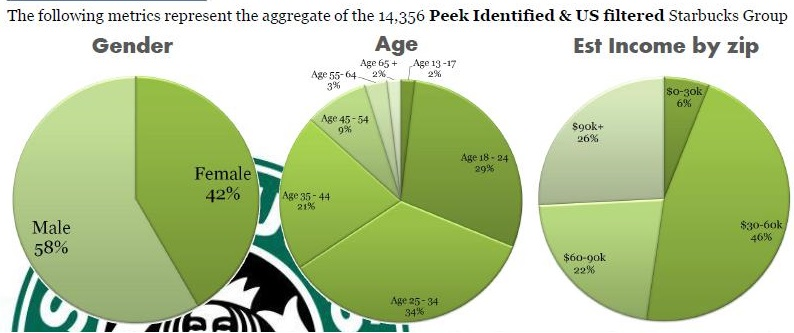 The following metrics represent the aggregate of the 14,356 Peek Identified & US filtered Starbucks Group
Gender
Age
Est Income by zip
Female
42%
Male
58%
Age 13 -17
2%
Age 18 - 24
29%
Age 25 - 34
34%
Age 35 - 44
21%
Age 45 - 54
9%
Age 55- 64
3%
Age 65 +
2%
$0-30k
6%
$30-60k
46%
$60-90k
22%
$90k+
26%